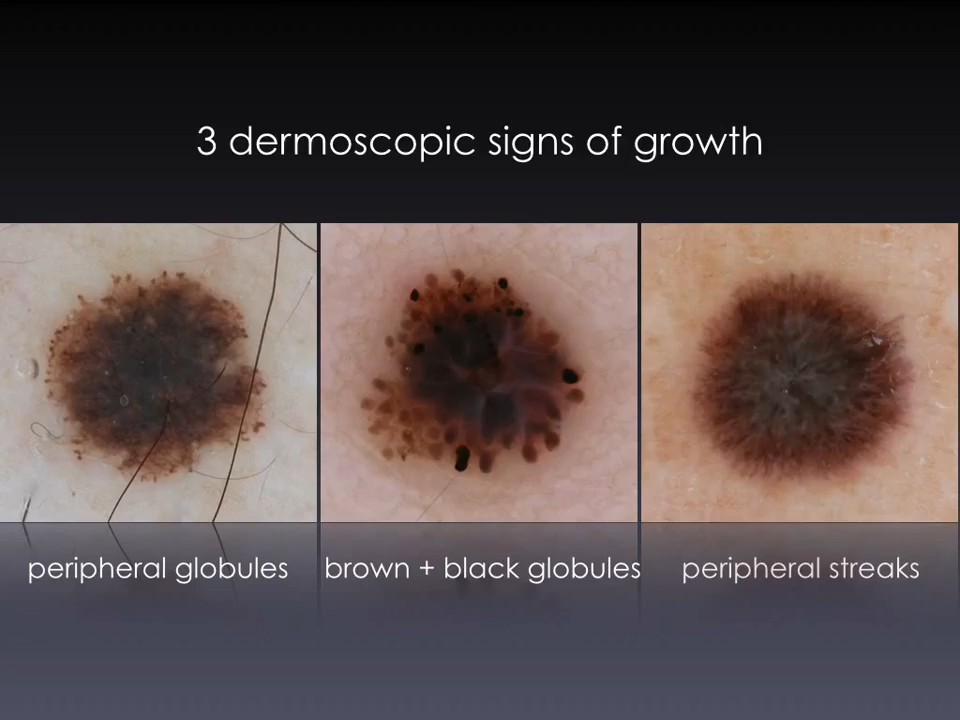 3 dermoscopic signs of growth
peripheral globules
brown + black globules
peripheral streaks